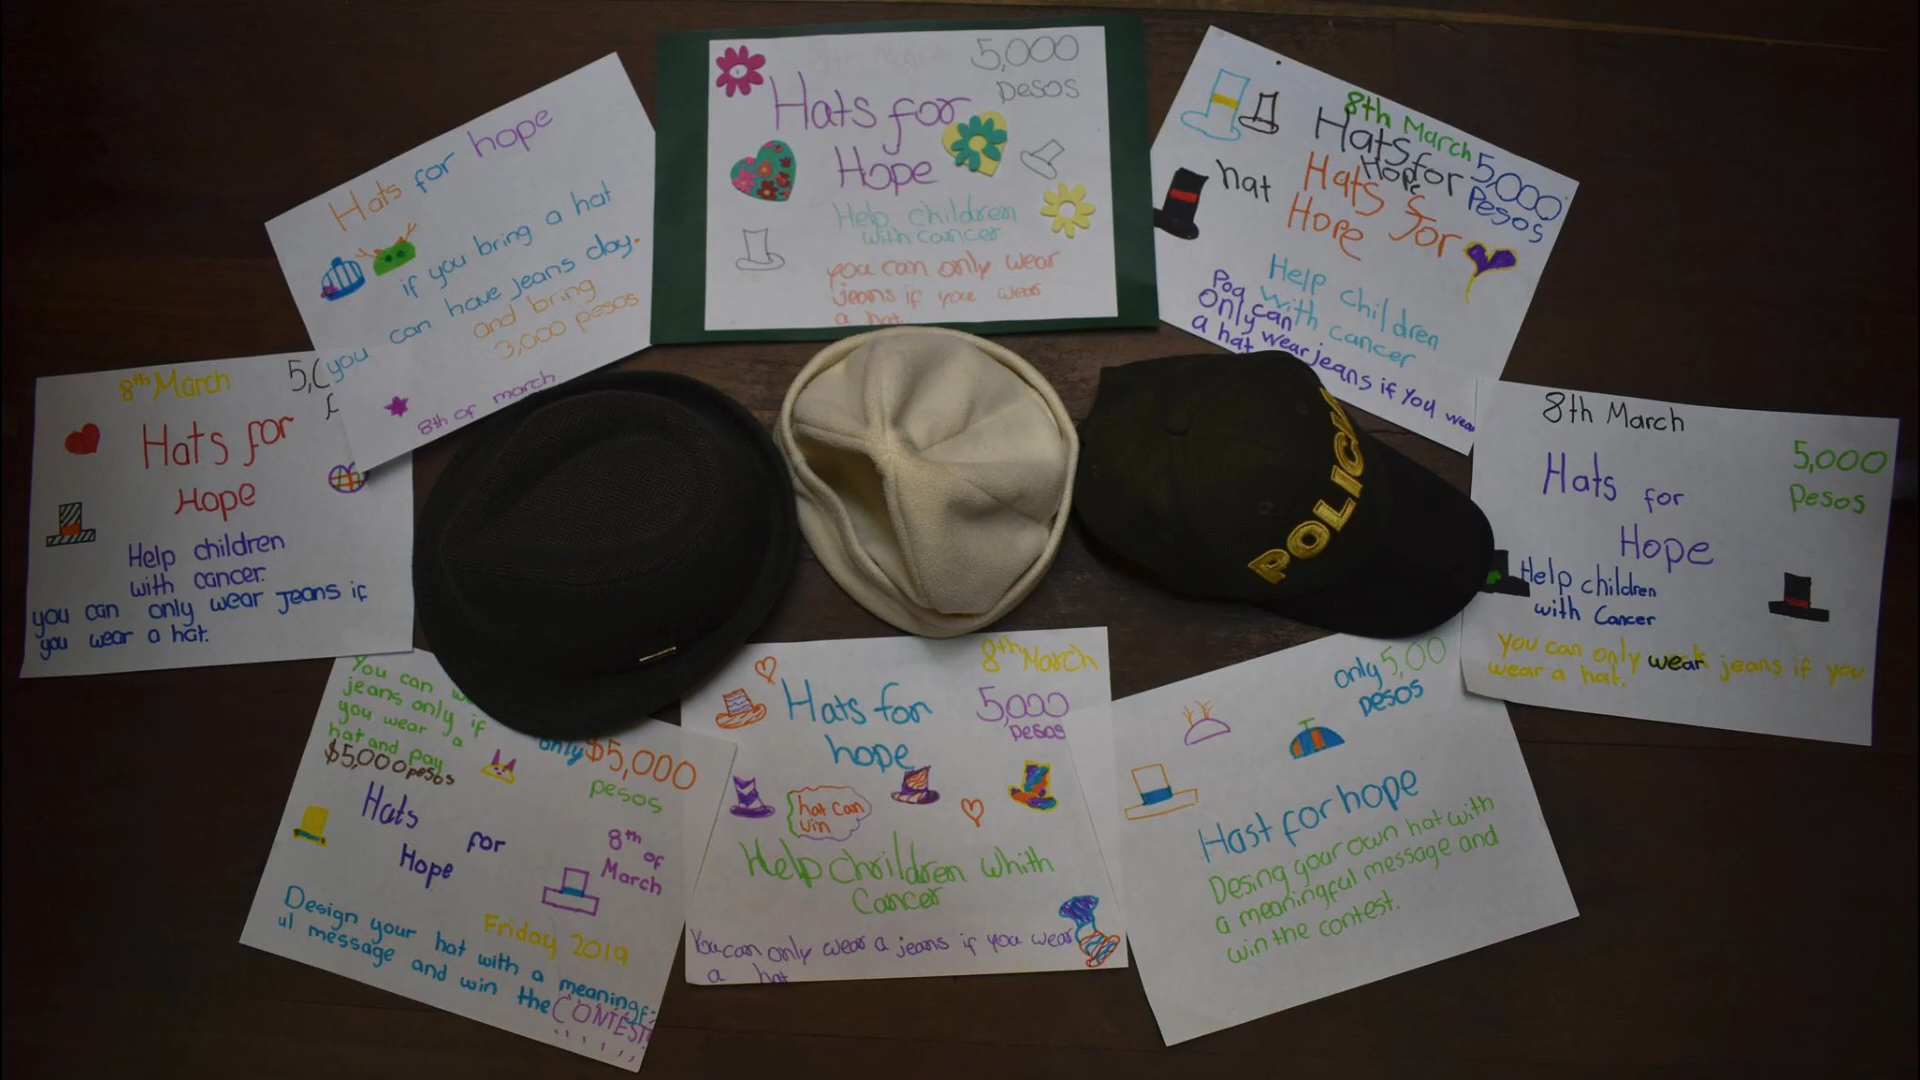 Hats for hope
if you bring a hat
you can have jeans day.
and bring
3,000 pesos
8th of march.
5,000
pesos
Hats for
Hope
Help children
with cancer
you can only wear
jeans if you wear
a hat.
8th March
Hats for
Hope
5,000
Pesos
hat
Hats for
Hope
Help children
with cancer
You can
only wear jeans if you wear
a hat
8th March
5,(
Hats for
Hope
Help children
with cancer.
you can only wear jeans if
you wear a hat.
POLICI
8th March
5,000
Pesos
Hats for
Hope
Help children
with Cancer
you can only wear jeans if you
wear a hat.
You can
jeans only if
you wear a
hat and pay
$5,000 pesos
only $5,000
pesos
Hats for
Hope
8th of
March
Friday 2019
Design your hat with a meaningf
ul message and win the CONTEST!
8th March
Hats for
hope
5,000
pesos
hat can
win
Help chrildren whith
Cancer
You can only wear a jeans if you wear
a hat
only 5,00
pesos
Hast for hope
Desing your own hat with
a meaningful message and
win the contest.